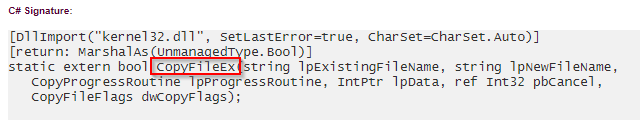 C# Signature:
[DllImport("kernel32.dll", SetLastError=true, CharSet=CharSet.Auto)]
[return: MarshalAs(UnmanagedType.Bool)]
static extern bool CopyFileEx(string lpExistingFileName, string lpNewFileName,
CopyProgressRoutine lpProgressRoutine, IntPtr lpData, ref Int32 pbCancel,
CopyFileFlags dwCopyFlags);